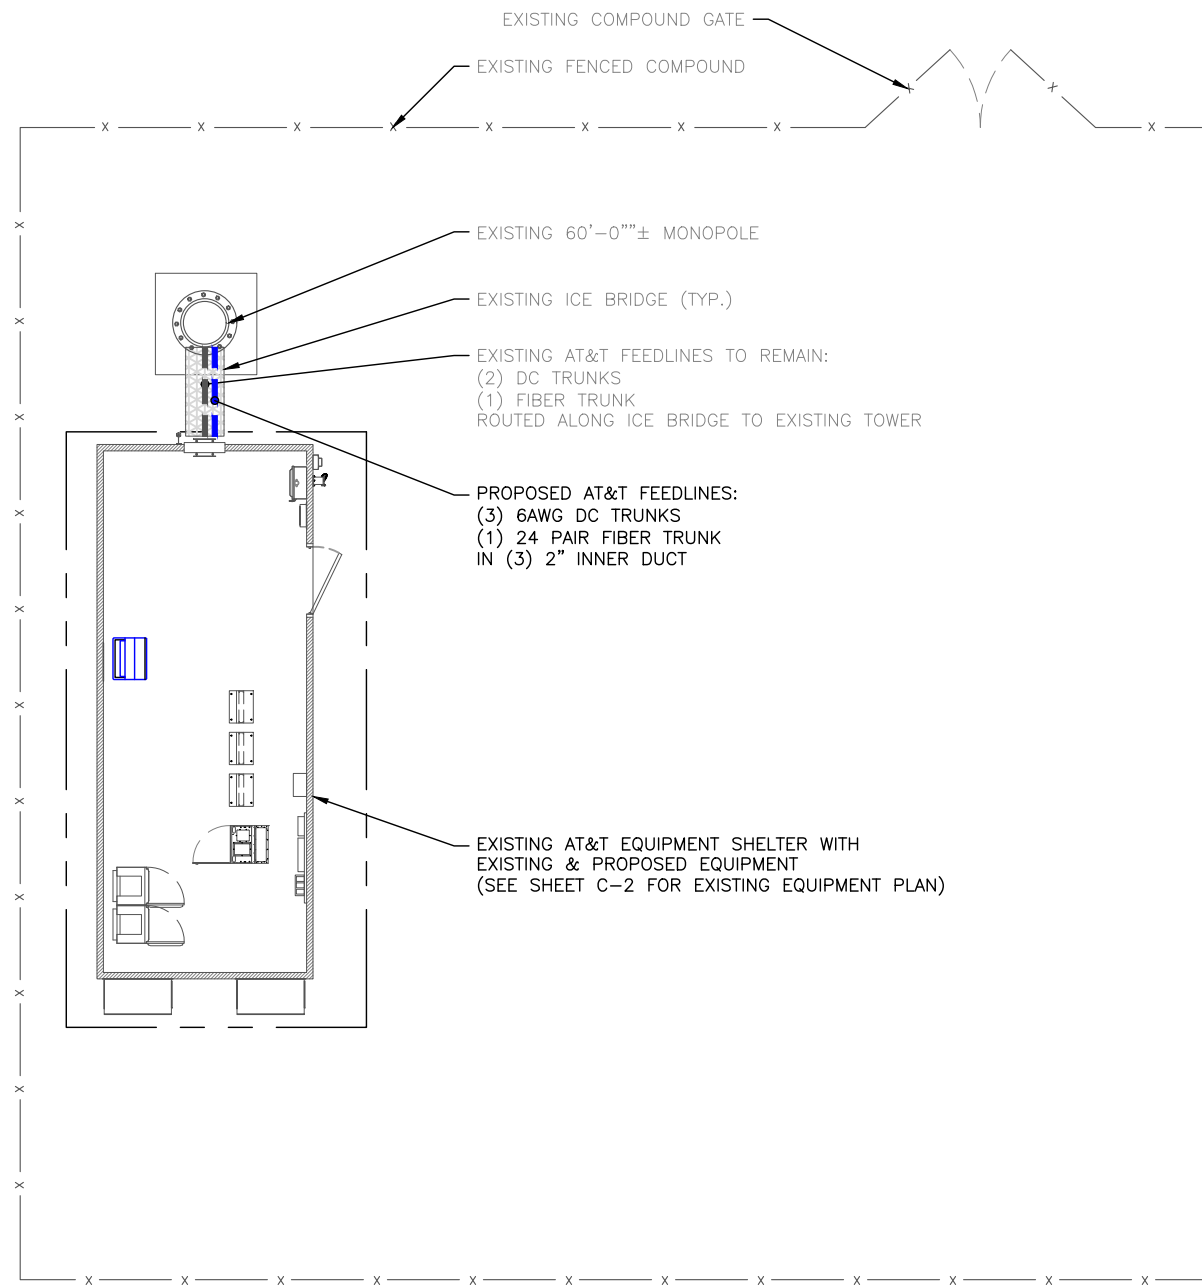 EXISTING COMPOUND GATE
EXISTING FENCED COMPOUND
EXISTING 60'-0""± MONOPOLE
EXISTING ICE BRIDGE (TYP.)
EXISTING AT&T FEEDLINES TO REMAIN:
(2) DC TRUNKS
(1) FIBER TRUNK
ROUTED ALONG ICE BRIDGE TO EXISTING TOWER
PROPOSED AT&T FEEDLINES:
(3) 6AWG DC TRUNKS
(1) 24 PAIR FIBER TRUNK
IN (3) 2" INNER DUCT
EXISTING AT&T EQUIPMENT SHELTER WITH
EXISTING & PROPOSED EQUIPMENT
(SEE SHEET C-2 FOR EXISTING EQUIPMENT PLAN)